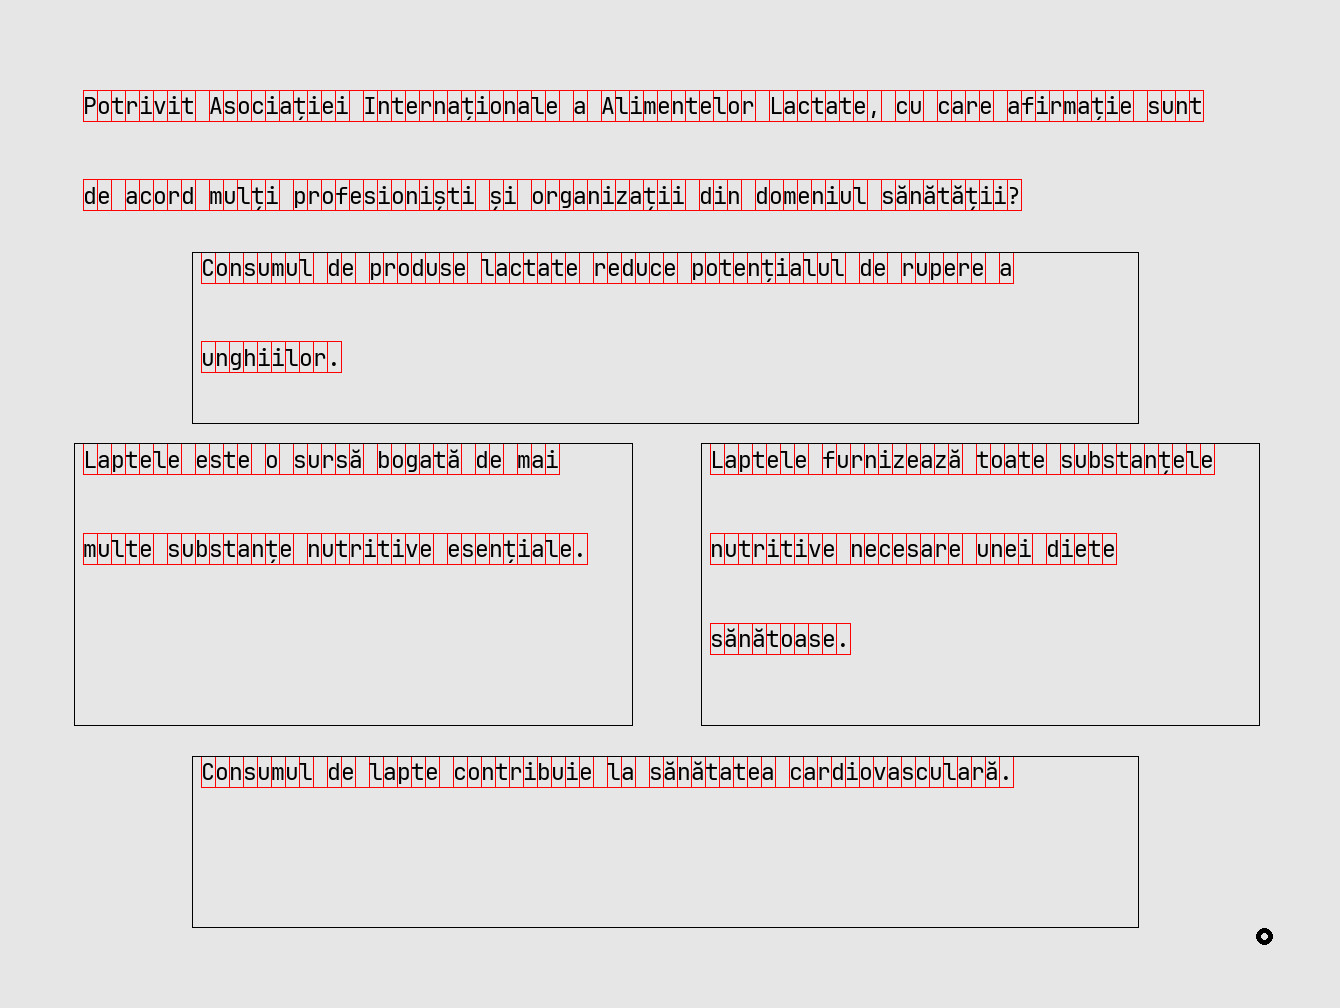 Potrivit Asociației Internaționale a Alimentelor Lactate, cu care afirmație sunt
de acord mulți profesioniști și organizații din domeniul sănătății?
Consumul de produse lactate reduce potențialul de rupere a
unghiilor.
Laptele este o sursă bogată de mai
multe substanțe nutritive esențiale.
Laptele furnizează toate substanțele
nutritive necesare unei diete
sănătoase.
Consumul de lapte contribuie la sănătatea cardiovasculară.